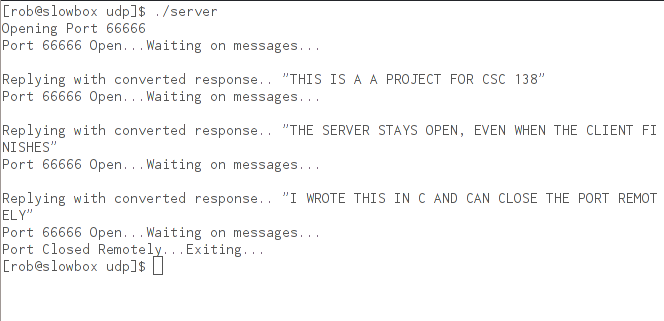 [rob@slowbox udp]$ ./server
Opening Port 66666
Port 66666 Open...Waiting on messages...
Replying with converted response.. "THIS IS A A PROJECT FOR CSC 138"
Port 66666 Open...Waiting on messages...
Replying with converted response.. "THE SERVER STAYS OPEN, EVEN WHEN THE CLIENT FI
NISHES"
Port 66666 Open...Waiting on messages...
Replying with converted response.. "I WROTE THIS IN C AND CAN CLOSE THE PORT REMOT
ELY"
Port 66666 Open...Waiting on messages...
Port Closed Remotely...Exiting...
[rob@slowbox udp]$